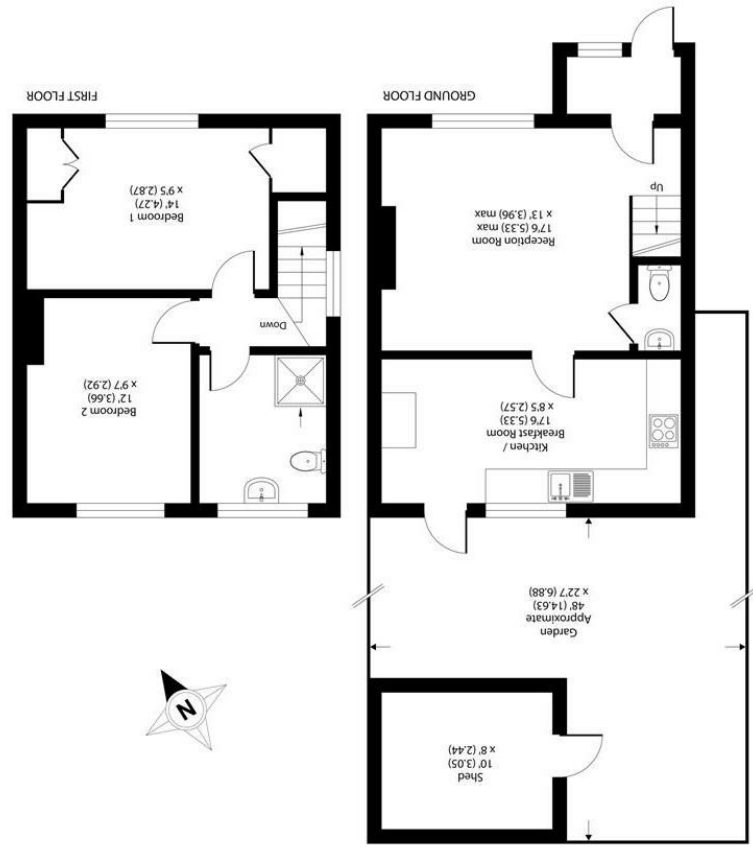 Shed
10' (3.05)
x 8' (2.44)
N
Garden
Approximate
48' (14.63)
x 22'7 (6.88)
Kitchen /
Breakfast Room
17'6 (5.33)
x 8'5 (2.57)
Reception Room
17'6 (5.33) max
x 13' (3.96) max
Up
GROUND FLOOR
Bedroom 2
12' (3.66)
x 9'7 (2.92)
Down
Bedroom 1
14' (4.27)
x 9'5 (2.87)
FIRST FLOOR